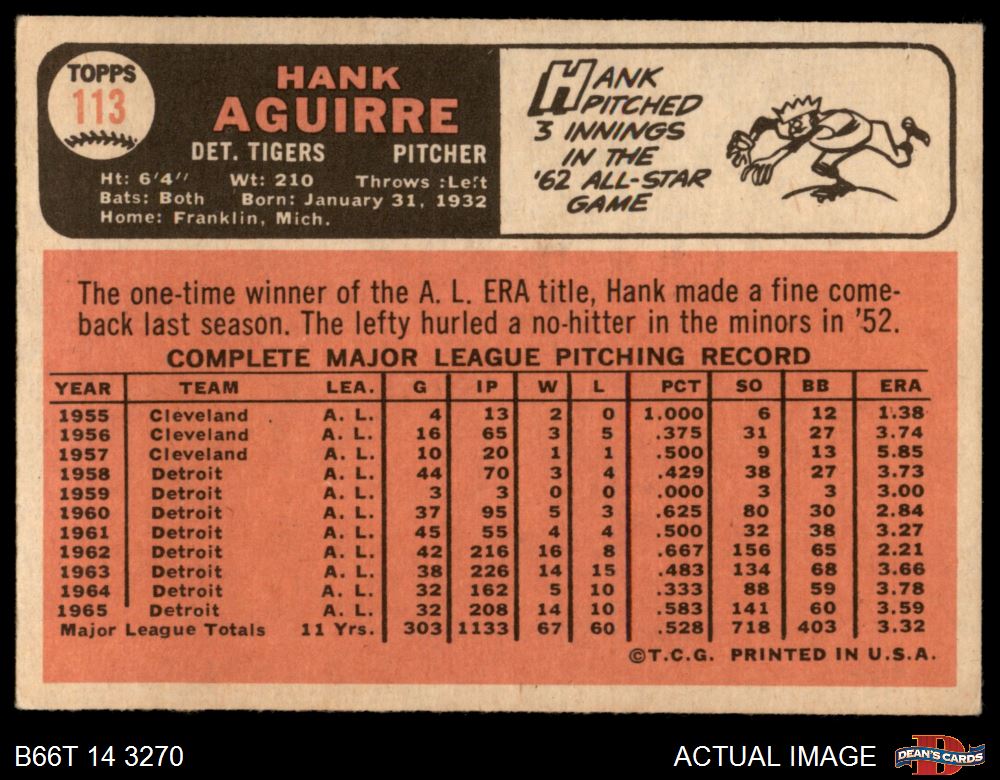 TOPPS
113
HANK
AGUIRRE
DET. TIGERS PITCHER
Ht: 6'4" Wt: 210 Throws :Left
Bats: Both Born: January 31, 1932
Home: Franklin, Mich.
HANK
PITCHED
3 INNINGS
IN THE
'62 ALL-STAR
GAME
The one-time winner of the A. L. ERA title, Hank made a fine come-
back last season. The lefty hurled a no-hitter in the minors in '52.
COMPLETE MAJOR LEAGUE PITCHING RECORD
YEAR TEAM LEA. G IP W L PCT SO BB ERA
1955 Cleveland A. L. 4 13 2 0 1.000 6 12 1.38
1956 Cleveland A. L. 16 65 3 5 .375 31 27 3.74
1957 Cleveland A. L. 10 20 1 1 .500 9 13 5.85
1958 Detroit A. L. 44 70 3 4 .429 38 27 3.73
1959 Detroit A. L. 3 3 0 0 .000 3 3 3.00
1960 Detroit A. L. 37 95 5 3 .625 80 30 2.84
1961 Detroit A. L. 45 55 4 4 .500 32 38 3.27
1962 Detroit A. L. 42 216 16 8 .667 156 65 2.21
1963 Detroit A. L. 38 226 14 15 .483 134 68 3.66
1964 Detroit A. L. 32 162 5 10 .333 88 59 3.78
1965 Detroit A. L. 32 208 14 10 .583 141 60 3.59
Major League Totals 11 Yrs. 303 1133 67 60 .528 718 403 3.32
©T.C.G. PRINTED IN U.S.A.
B66T 14 3270 ACTUAL IMAGE DEAN'S CARDS